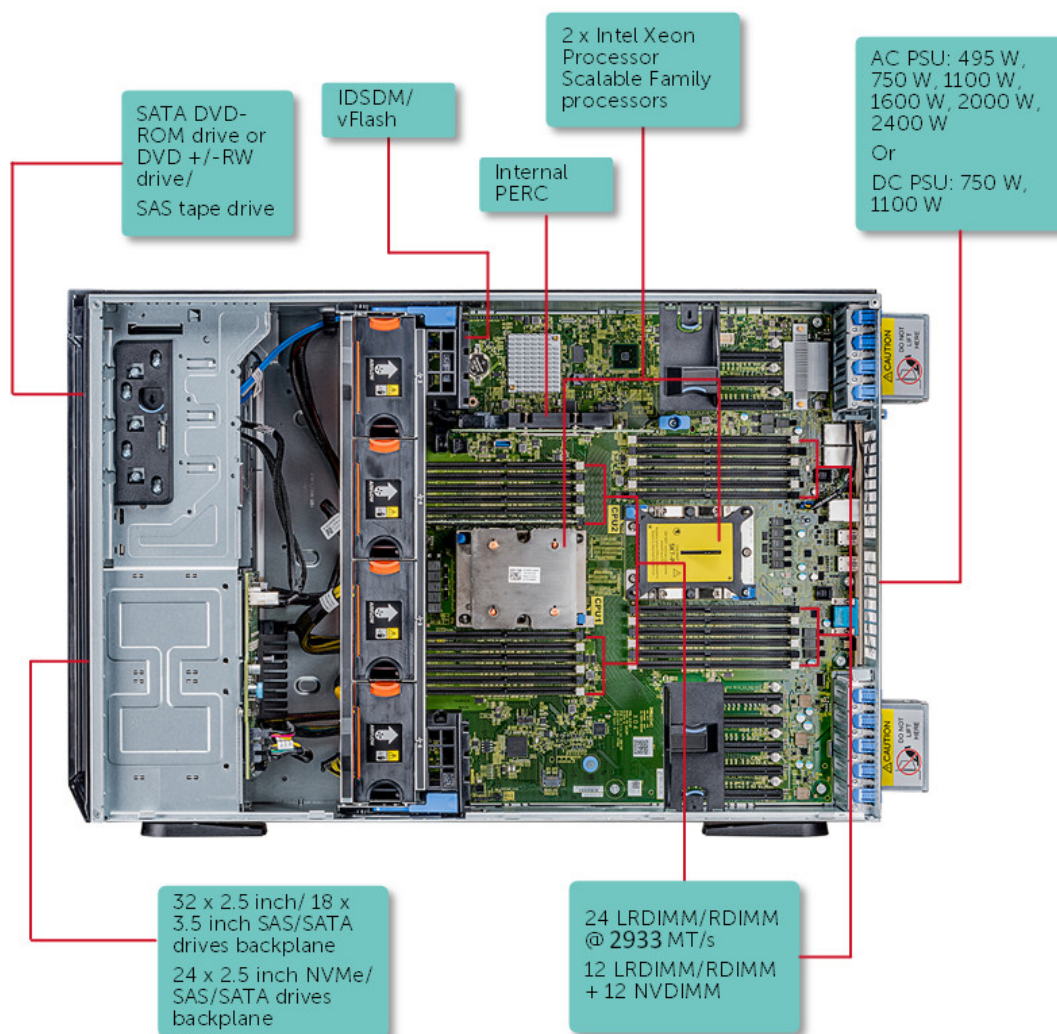 2 x Intel Xeon
Processor
Scalable Family
processors
AC PSU: 495 W,
750 W, 1100 W,
1600 W, 2000 W,
2400 W
Or
DC PSU: 750 W,
1100 W
SATA DVD-
ROM drive or
DVD +/-RW
drive/
SAS tape drive
IDSDM/
vFlash
Internal
PERC
CAUTION
DO NOT
LIFT
HERE
CPU2
CPU1
CAUTION
DO NOT
LIFT
HERE
32 x 2.5 inch/ 18 x
3.5 inch SAS/SATA
drives backplane
24 x 2.5 inch NVMe/
SAS/SATA drives
backplane
24 LRDIMM/RDIMM
@ 2933 MT/s
12 LRDIMM/RDIMM
+ 12 NVDIMM